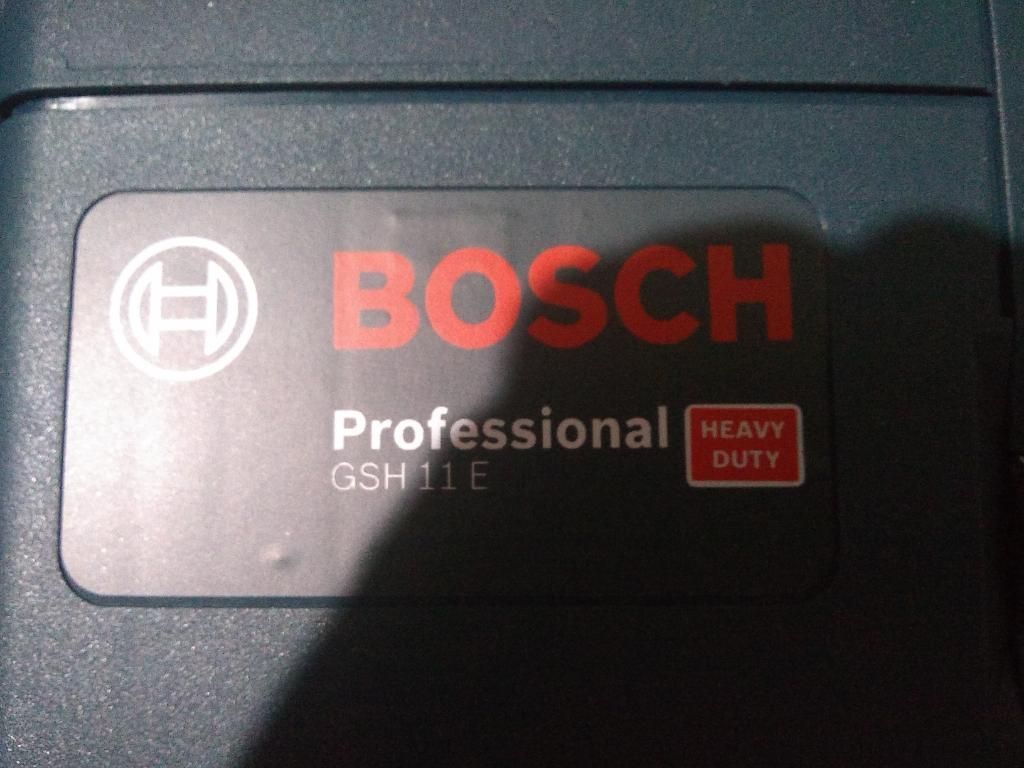 BOSCH
Professional
GSH 11 E
HEAVY
DUTY